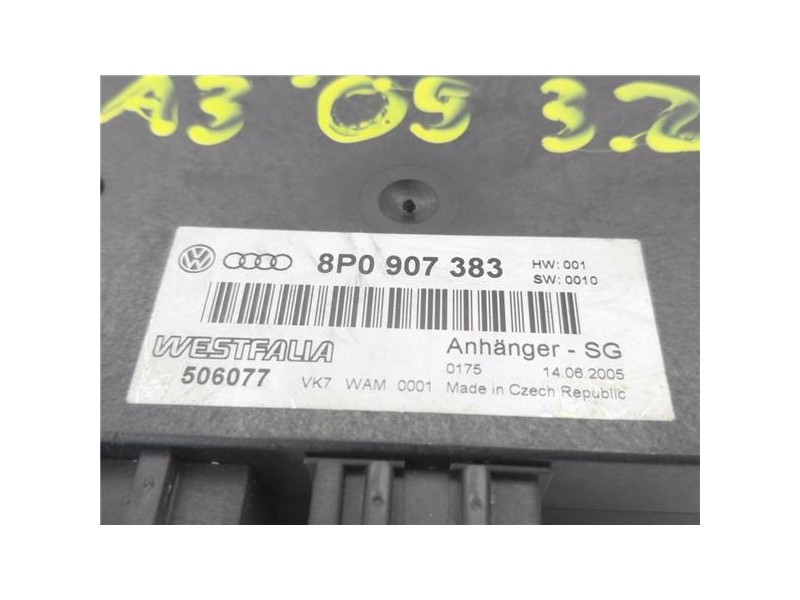 A3 '05 3.2
8P0 907 383
HW: 001
SW: 0010
WESTFALIA
Anhänger - SG
506077
VK7 WAM 0001
0175 14.06.2005
Made in Czech Republic